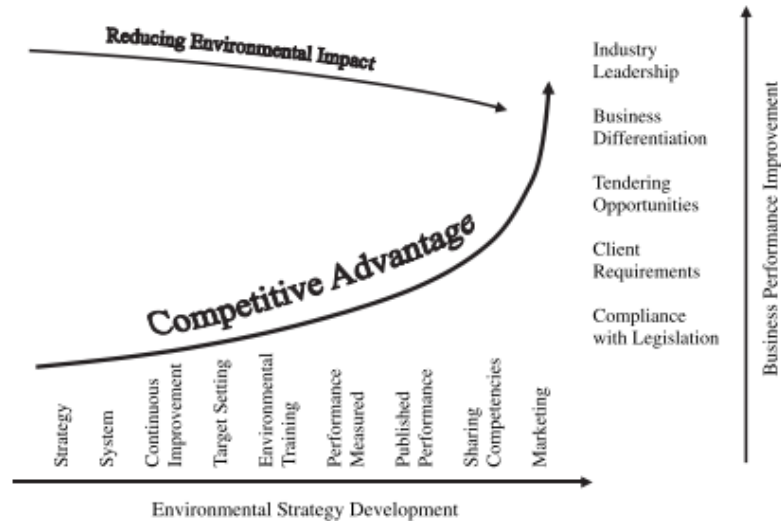 Reducing Environmental Impact
Competitive Advantage
Industry
Leadership
Business
Differentiation
Tendering
Opportunities
Client
Requirements
Compliance
with Legislation
Business Performance Improvement
Strategy
System
Continuous
Improvement
Target Setting
Environmental
Training
Performance
Measured
Published
Performance
Sharing
Competencies
Marketing
Environmental Strategy Development